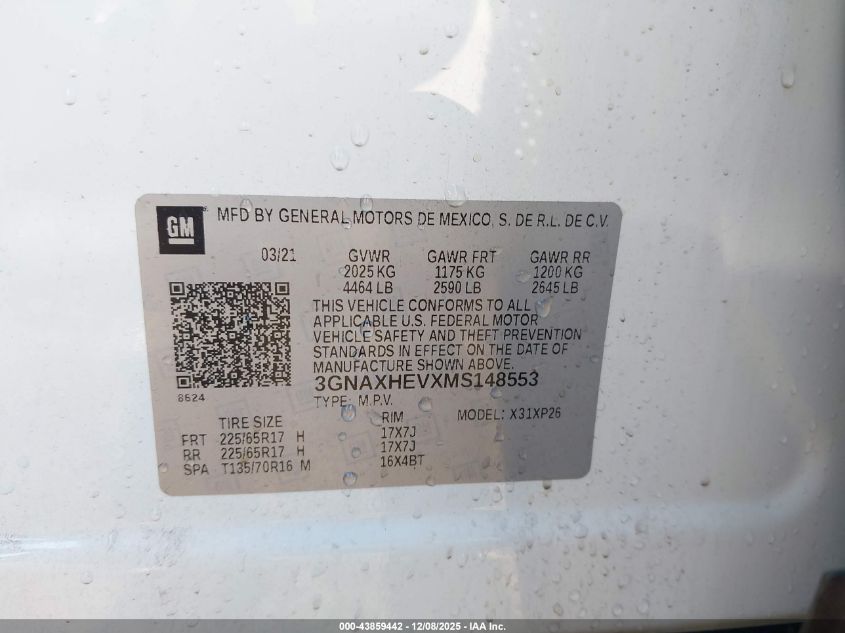 GM
MFD BY GENERAL MOTORS DE MEXICO, S. DE R.L. DE C.V.
03/21 GVWR GAWR FRT GAWR RR
2025 KG 1175 KG 1200 KG
4464 LB 2590 LB 2645 LB
THIS VEHICLE CONFORMS TO ALL
APPLICABLE U.S. FEDERAL MOTOR
VEHICLE SAFETY AND THEFT PREVENTION
STANDARDS IN EFFECT ON THE DATE OF
MANUFACTURE SHOWN ABOVE.
3GNAXHEVXMS148553
8624
TYPE: M.P.V.
TIRE SIZE RIM MODEL: X31XP26
FRT 225/65R17 H 17X7J
RR 225/65R17 H 17X7J
SPA T135/70R16 M 16X4BT
000-43859442 - 12/08/2025 - IAA Inc.